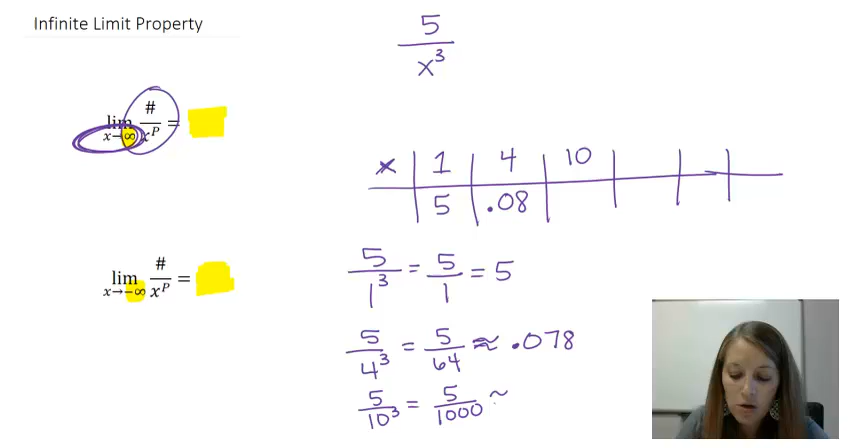 Infinite Limit Property
5/x³
lim x→∞ #/x^P =
x | 1 | 4 | 10
5 | .08
lim x→-∞ #/x^P =
5/1³ = 5/1 = 5
5/4³ = 5/64 ≈ .078
5/10³ = 5/1000 ≈